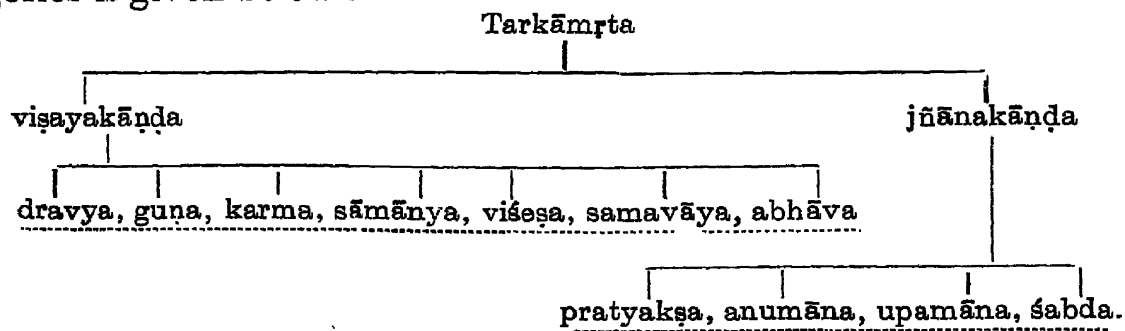 Tarkāmṛta
viṣayakāṇḍa jñānakāṇḍa
dravya, guṇa, karma, sāmānya, viśeṣa, samavāya, abhāva
pratyakṣa, anumāna, upamāna, śabda.